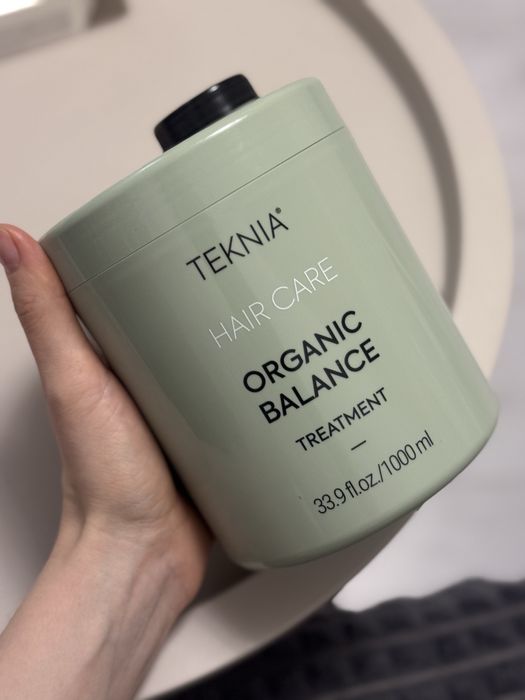 TEKNIA®
HAIR CARE
ORGANIC
BALANCE
TREATMENT
33.9 fl.oz./1000 ml